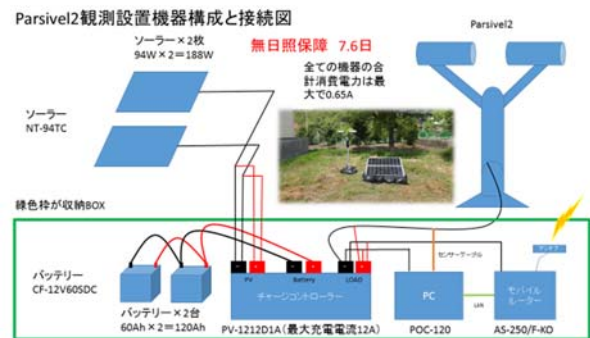 Parsivel2観測設置機器構成と接続図
ソーラー×2枚
94W×2=188W
無日照保障 7.6日
全ての機器の合
計消費電力は最
大で0.65A
Parsivel2
ソーラー
NT-94TC
緑色枠が収納BOX
アンテナ
センサーケーブル
バッテリー
CF-12V60SDC
PV
Battery
LOAD
チャージコントローラー
PC
LAN
モバイル
ルーター
バッテリー×2台
60Ah×2=120Ah
PV-1212D1A(最大充電電流12A)
POC-120
AS-250/F-KO